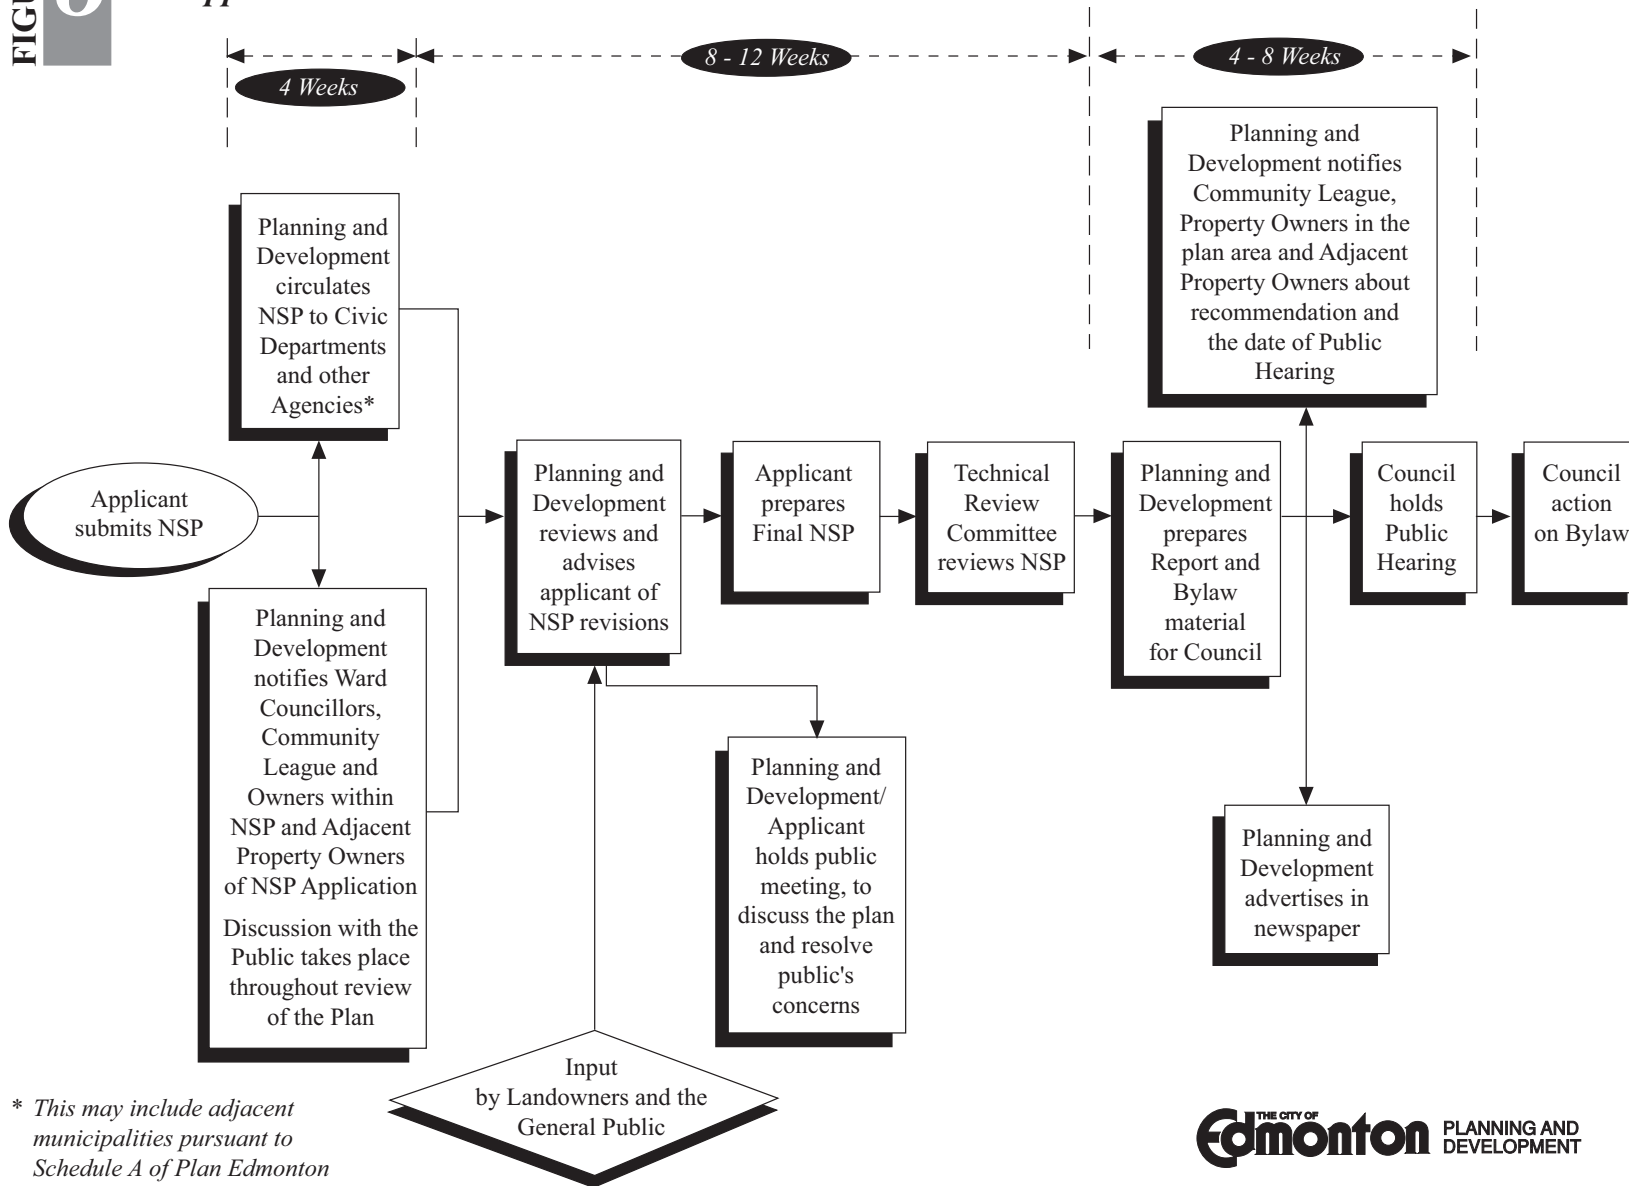 FIGU
4 Weeks
8 - 12 Weeks
4 - 8 Weeks
Planning and
Development notifies
Community League,
Property Owners in the
plan area and Adjacent
Property Owners about
recommendation and
the date of Public
Hearing
Planning and
Development
circulates
NSP to Civic
Departments
and other
Agencies*
Applicant
submits NSP
Planning and
Development
reviews and
advises
applicant of
NSP revisions
Applicant
prepares
Final NSP
Technical
Review
Committee
reviews NSP
Planning and
Development
prepares
Report and
Bylaw
material
for Council
Council
holds
Public
Hearing
Council
action
on Bylaw
Planning and
Development
notifies Ward
Councillors,
Community
League and
Owners within
NSP and Adjacent
Property Owners
of NSP Application
Discussion with the
Public takes place
throughout review
of the Plan
Planning and
Development/
Applicant
holds public
meeting, to
discuss the plan
and resolve
public's
concerns
Planning and
Development
advertises in
newspaper
Input
by Landowners and the
General Public
* This may include adjacent
municipalities pursuant to
Schedule A of Plan Edmonton
THE CITY OF
Edmonton
PLANNING AND
DEVELOPMENT